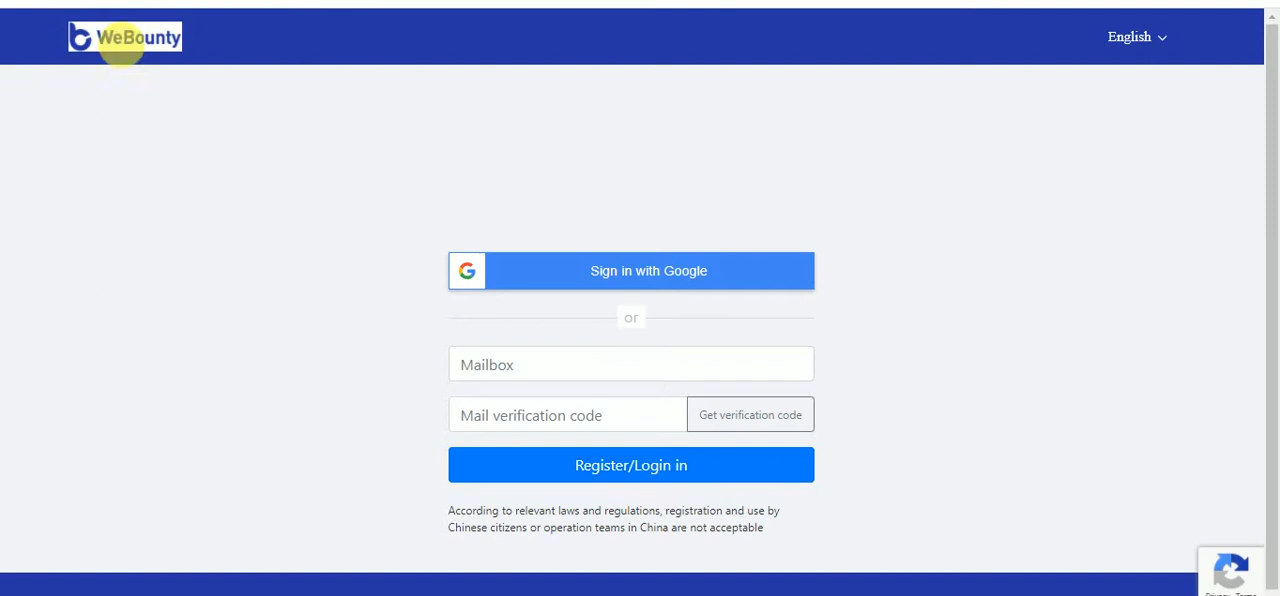 WeBounty
English
Sign in with Google
or
Mailbox
Mail verification code
Get verification code
Register/Login in
According to relevant laws and regulations, registration and use by
Chinese citizens or operation teams in China are not acceptable